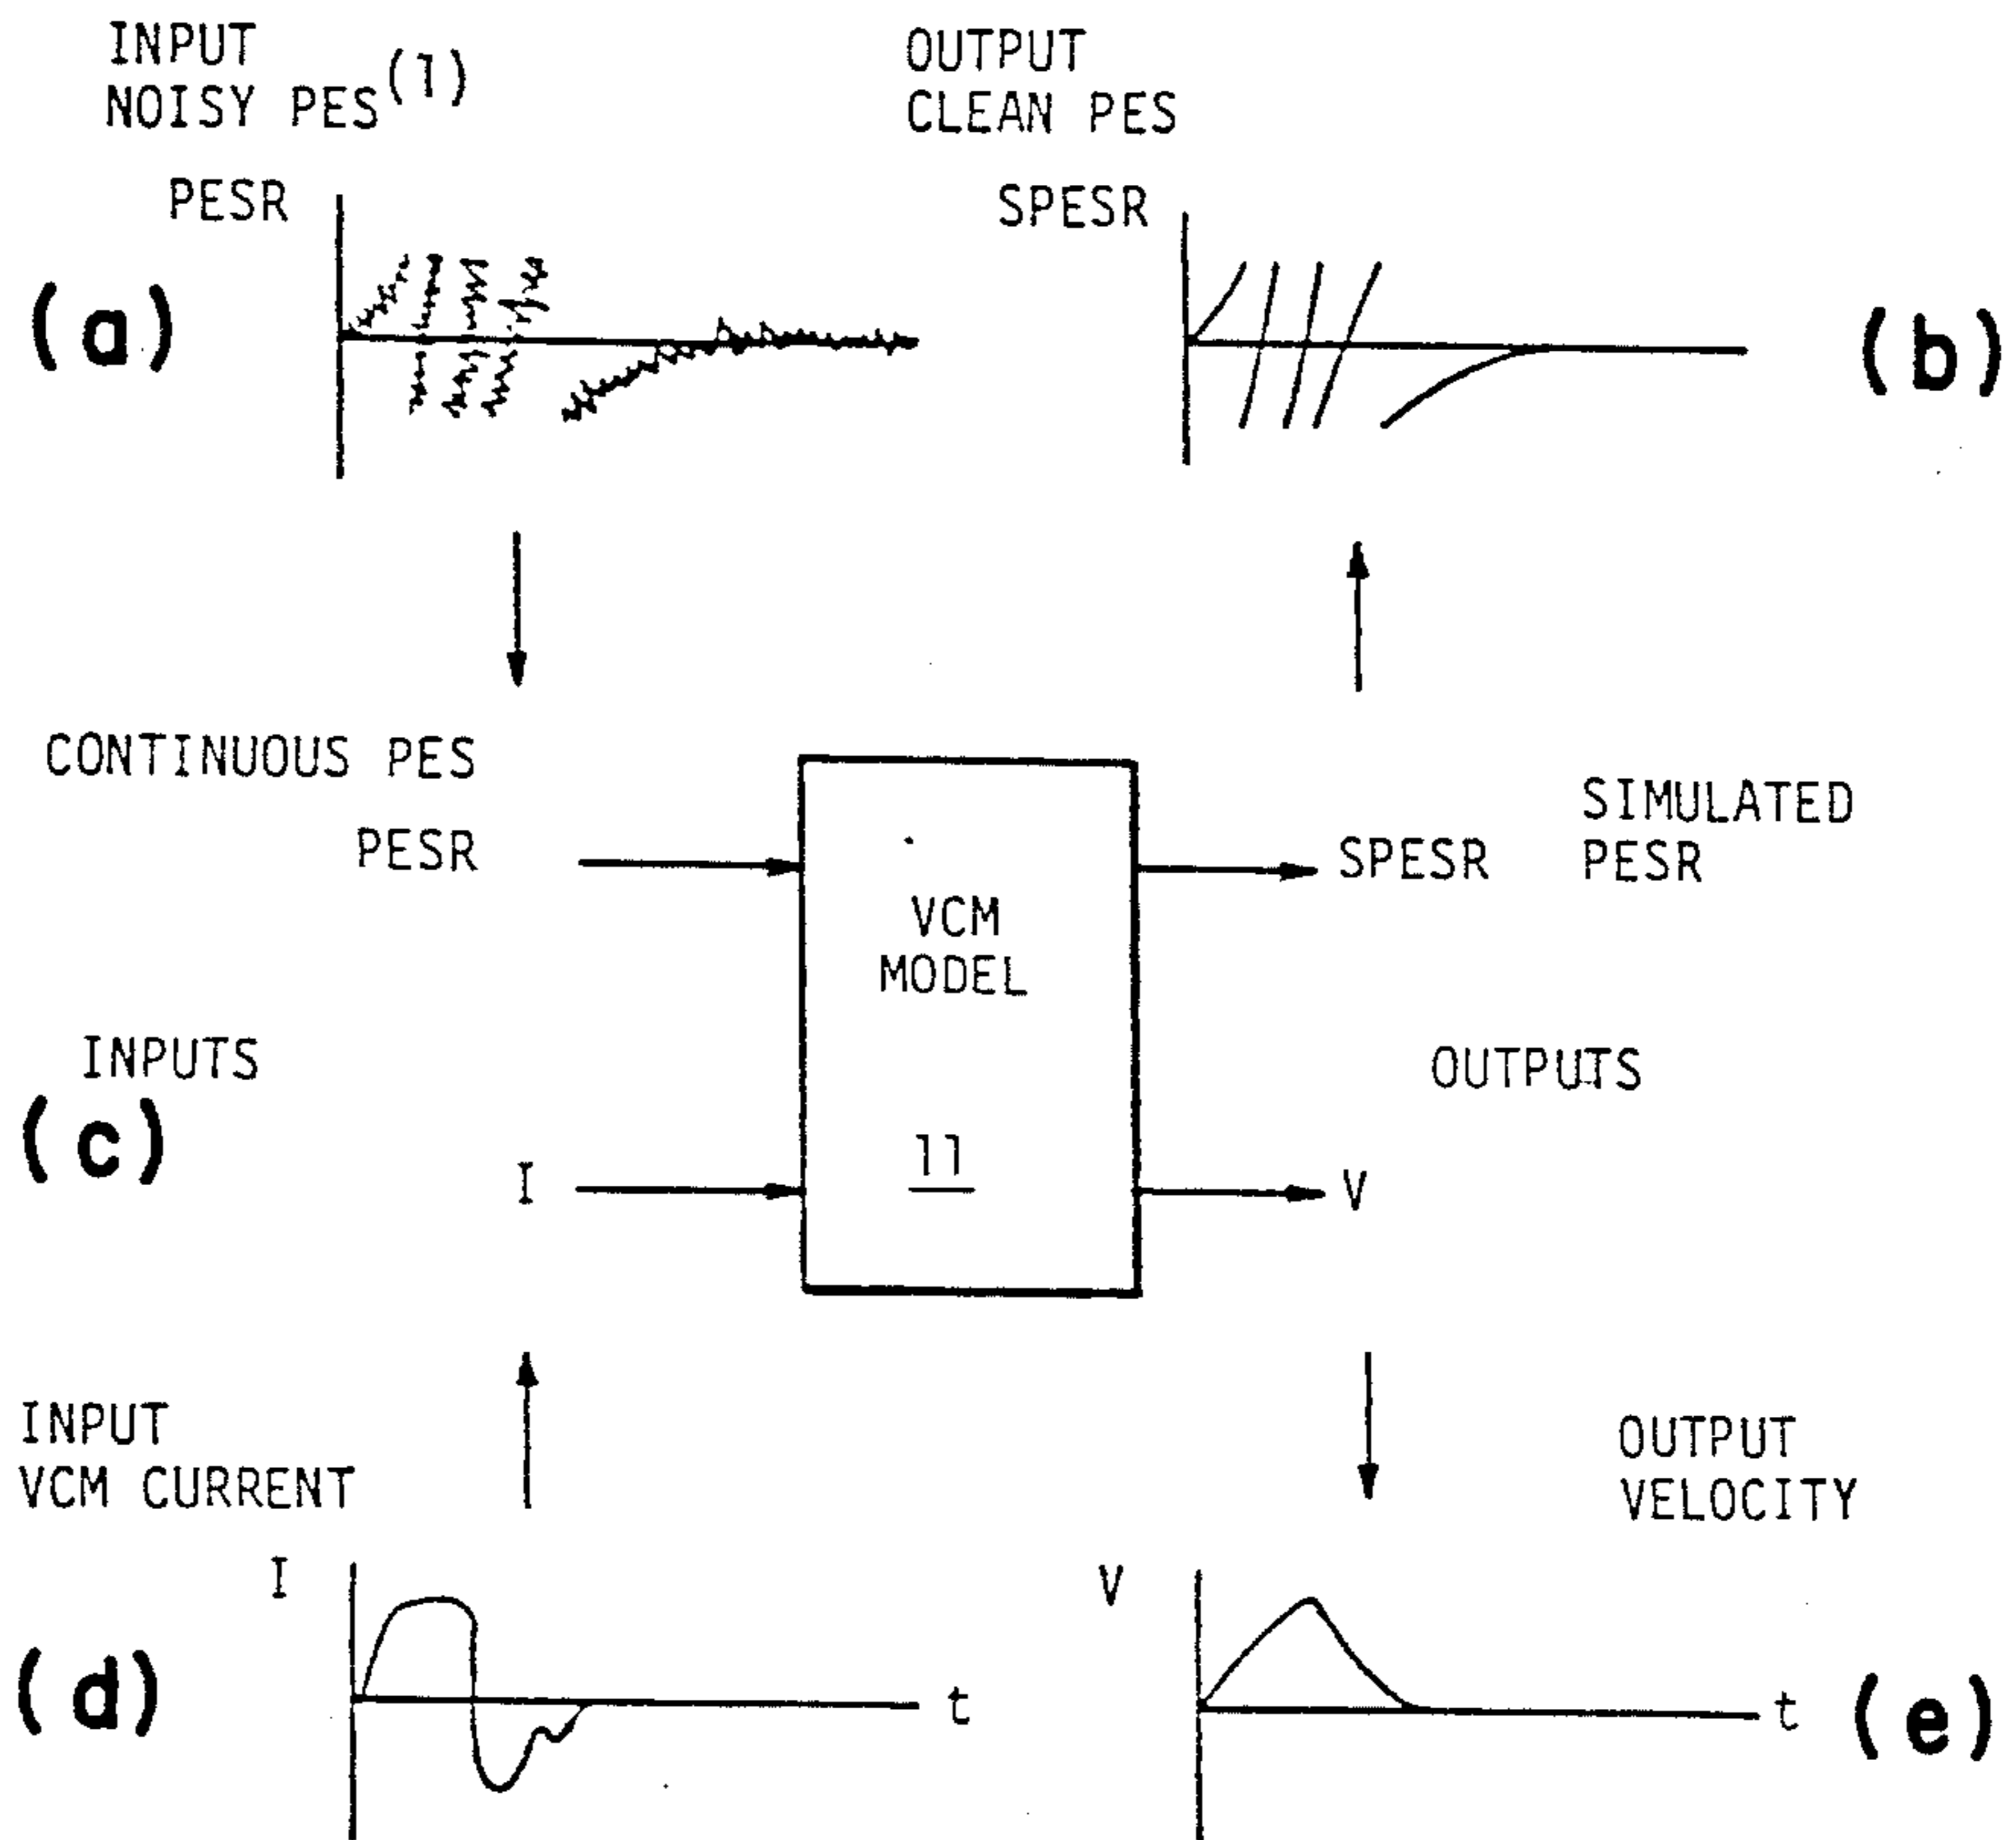 INPUT
NOISY PES(1)
PESR
(a)
OUTPUT
CLEAN PES
SPESR
(b)
CONTINUOUS PES
PESR
VCM
MODEL
11
SPESR
SIMULATED
PESR
INPUTS
(c)
I
OUTPUTS
V
INPUT
VCM CURRENT
I
t
(d)
OUTPUT
VELOCITY
V
t
(e)